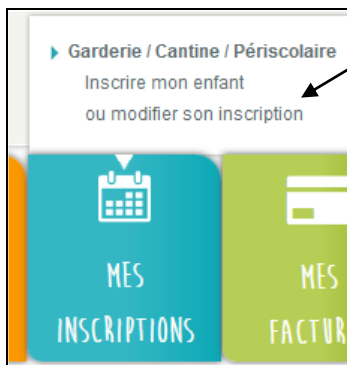 Garderie / Cantine / Périscolaire
Inscrire mon enfant
ou modifier son inscription
MES
INSCRIPTIONS
MES